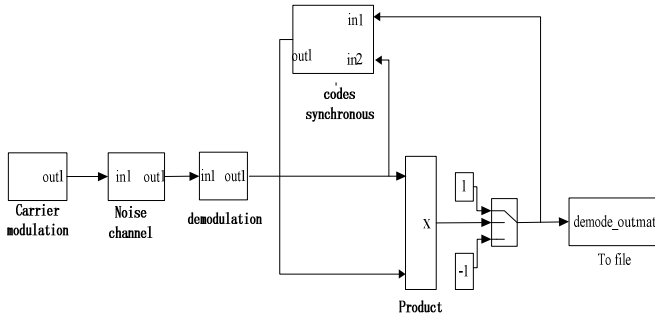 in1
out1
in2
codes
synchronous
out1
in1 out1
in1 out1
Carrier
modulation
Noise
channel
demodulation
X
Product
1
-1
demode_outmat
To file